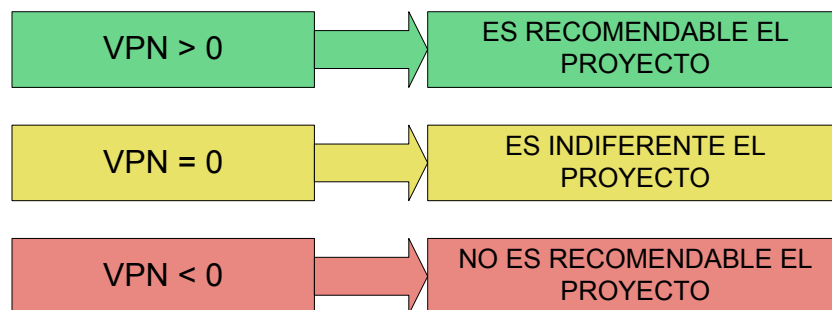 VPN > 0
ES RECOMENDABLE EL
PROYECTO
VPN = 0
ES INDIFERENTE EL
PROYECTO
VPN < 0
NO ES RECOMENDABLE EL
PROYECTO